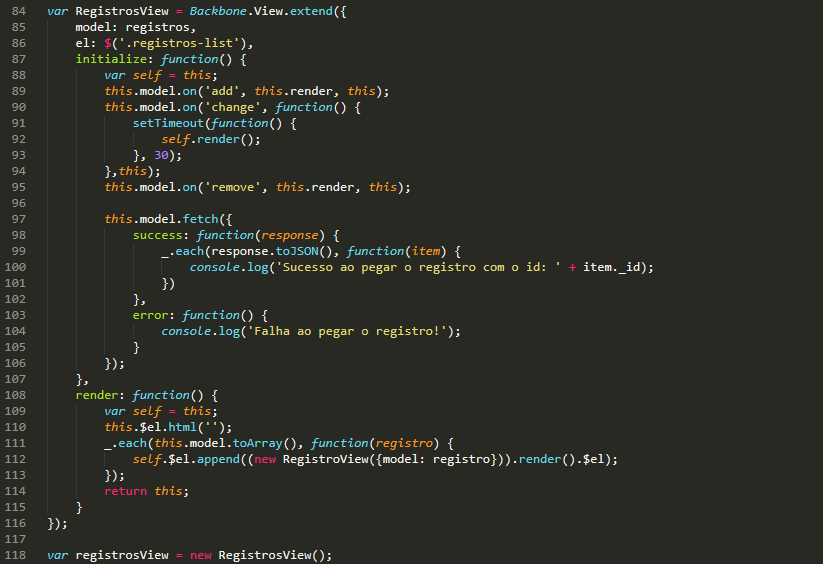 84 var RegistrosView = Backbone.View.extend({
85     model: registros,
86     el: $('.registros-list'),
87     initialize: function() {
88         var self = this;
89         this.model.on('add', this.render, this);
90         this.model.on('change', function() {
91             setTimeout(function() {
92                 self.render();
93             }, 30);
94         },this);
95         this.model.on('remove', this.render, this);
96
97         this.model.fetch({
98             success: function(response) {
99                 _.each(response.toJSON(), function(item) {
100                     console.log('Sucesso ao pegar o registro com o id: ' + item._id);
101                 })
102             },
103             error: function() {
104                 console.log('Falha ao pegar o registro!');
105             }
106         });
107     },
108     render: function() {
109         var self = this;
110         this.$el.html('');
111         _.each(this.model.toArray(), function(registro) {
112             self.$el.append((new RegistroView({model: registro})).render().$el);
113         });
114         return this;
115     }
116 });
117
118 var registrosView = new RegistrosView();